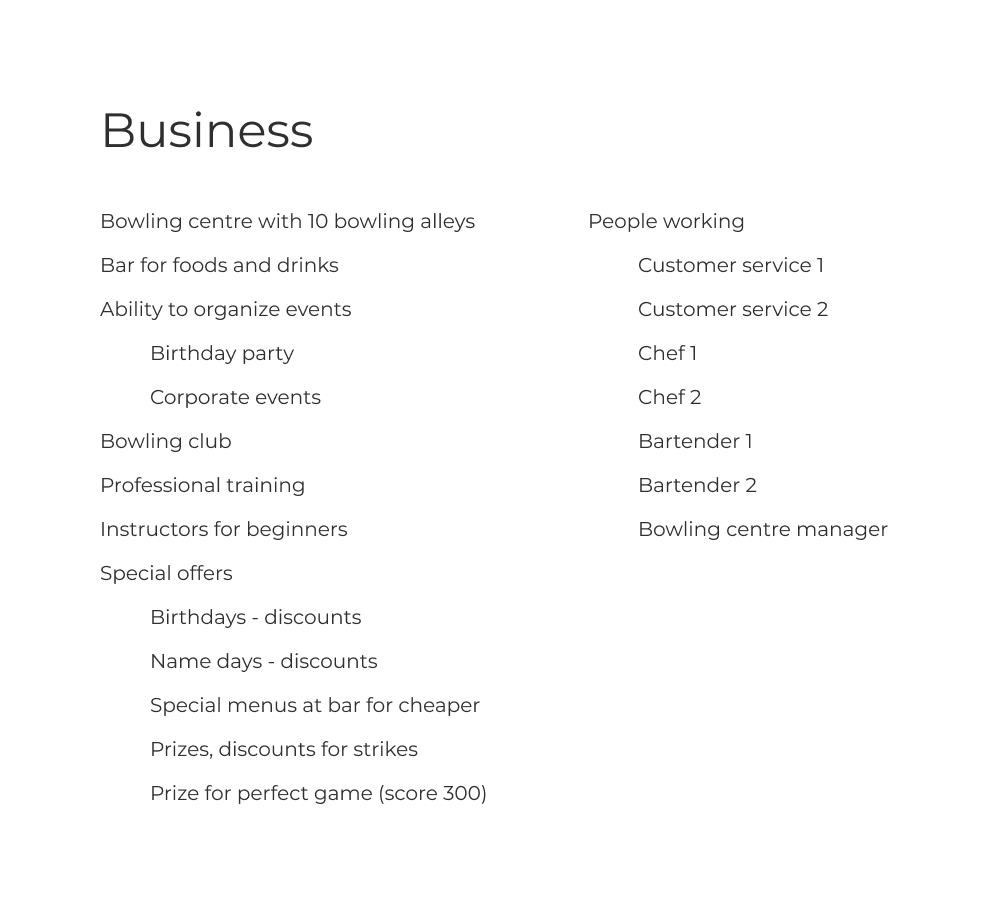 Business
Bowling centre with 10 bowling alleys
Bar for foods and drinks
Ability to organize events
Birthday party
Corporate events
Bowling club
Professional training
Instructors for beginners
Special offers
Birthdays - discounts
Name days - discounts
Special menus at bar for cheaper
Prizes, discounts for strikes
Prize for perfect game (score 300)
People working
Customer service 1
Customer service 2
Chef 1
Chef 2
Bartender 1
Bartender 2
Bowling centre manager